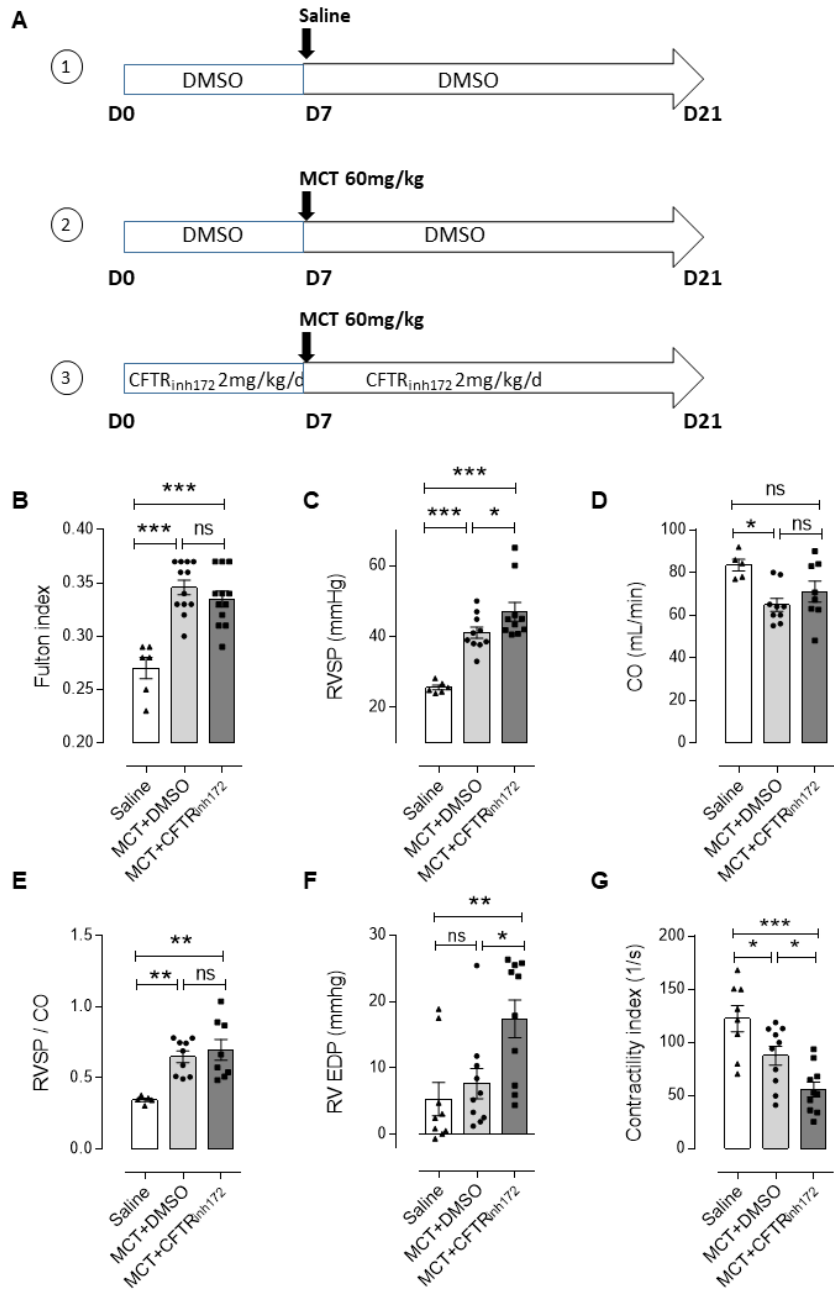 A
Saline
1
DMSO DMSO
D0 D7 D21
MCT 60mg/kg
2
DMSO DMSO
D0 D7 D21
MCT 60mg/kg
3
CFTRinh172 2mg/kg/d CFTRinh172 2mg/kg/d
D0 D7 D21
B
***
*** ns
Fulton index
0.40
0.35
0.30
0.25
0.20
Saline
MCT+DMSO
MCT+CFTRinh172
C
***
*** *
RVSP (mmHg)
60
40
20
Saline
MCT+DMSO
MCT+CFTRinh172
D
ns
* ns
CO (mL/min)
100
80
60
40
20
0
Saline
MCT+DMSO
MCT+CFTRinh172
E
**
** ns
RVSP / CO
1.5
1.0
0.5
0.0
Saline
MCT+DMSO
MCT+CFTRinh172
F
**
ns *
RV EDP (mmhg)
30
20
10
0
Saline
MCT+DMSO
MCT+CFTRinh172
G
***
* *
Contractility index (1/s)
200
150
100
50
0
Saline
MCT+DMSO
MCT+CFTRinh172